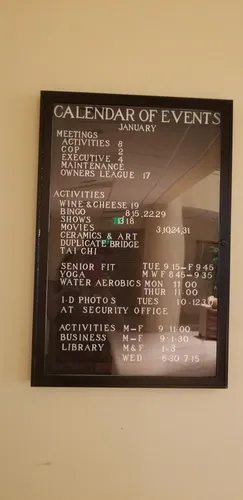 CALENDAR OF EVENTS
JANUARY
MEETINGS
ACTIVITIES 8
COP 2
EXECUTIVE 4
MAINTENANCE
OWNERS LEAGUE 17
ACTIVITIES
WINE & CHEESE 19
BINGO 8,15,22,29
SHOWS 13 18
MOVIES 3,10,24,31
CERAMICS & ART
DUPLICATE BRIDGE
TAI CHI
SENIOR FIT TUE 9 15-F 9 45
YOGA M W F 8 45-9 35
WATER AEROBICS MON 11 00
THUR 11 00
I-D PHOTOS TUES 10-12
AT SECURITY OFFICE
ACTIVITIES M-F 9 11-00
BUSINESS M-F 9 1-30
LIBRARY M & F 1-3
WED 6-30 7 15